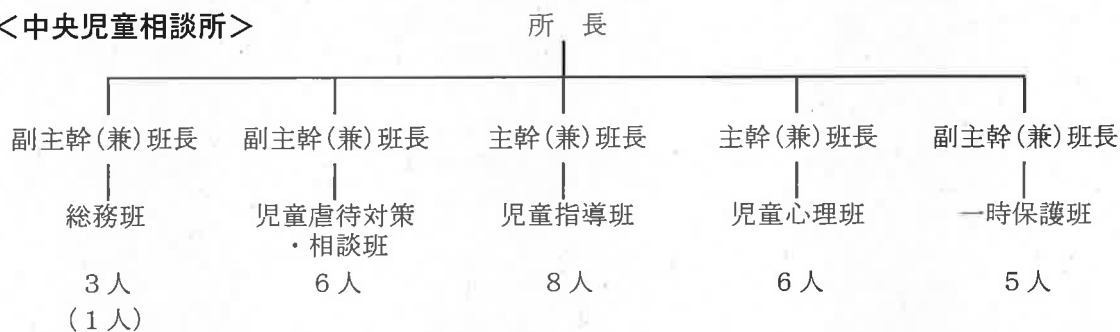 <中央児童相談所>
所 長
副主幹(兼)班長 副主幹(兼)班長 主幹(兼)班長 主幹(兼)班長 副主幹(兼)班長
総務班 児童虐待対策 児童指導班 児童心理班 一時保護班
・相談班
3人 6人 8人 6人 5人
(1人)